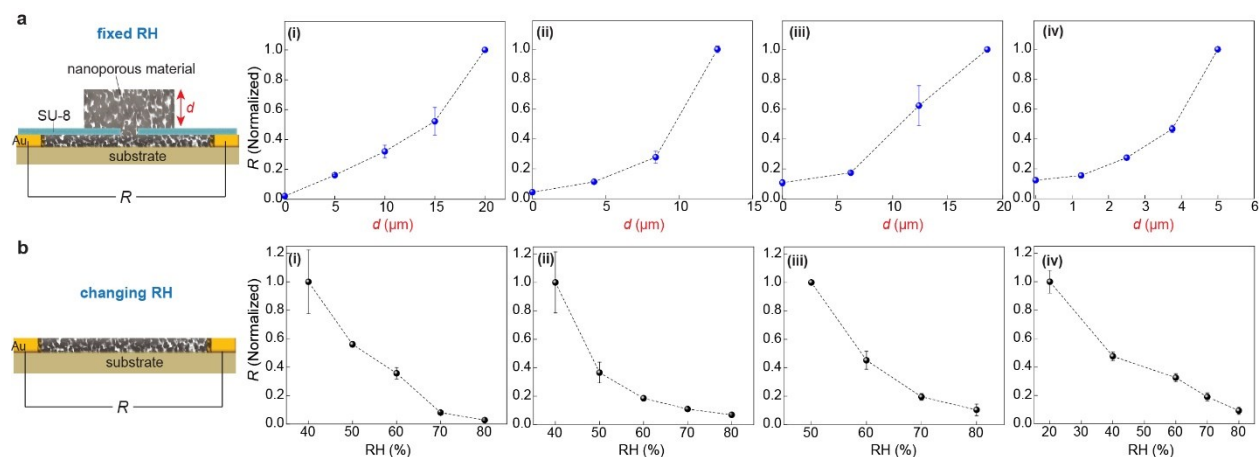 a
fixed RH
nanoporous material
d
SU-8
Au
substrate
R
R (Normalized)
(i)
1.0
0.8
0.6
0.4
0.2
0.0
0 5 10 15 20
d (μm)
(ii)
1.0
0.8
0.6
0.4
0.2
0.0
0 5 10 15
d (μm)
(iii)
1.0
0.8
0.6
0.4
0.2
0.0
0 5 10 15 20
d (μm)
(iv)
1.0
0.8
0.6
0.4
0.2
0.0
0 1 2 3 4 5 6
d (μm)
b
changing RH
Au
substrate
R
R (Normalized)
(i)
1.2
1.0
0.8
0.6
0.4
0.2
0.0
40 50 60 70 80
RH (%)
(ii)
1.2
1.0
0.8
0.6
0.4
0.2
0.0
40 50 60 70 80
RH (%)
(iii)
1.2
1.0
0.8
0.6
0.4
0.2
0.0
50 60 70 80
RH (%)
(iv)
1.2
1.0
0.8
0.6
0.4
0.2
0.0
20 30 40 50 60 70 80
RH (%)